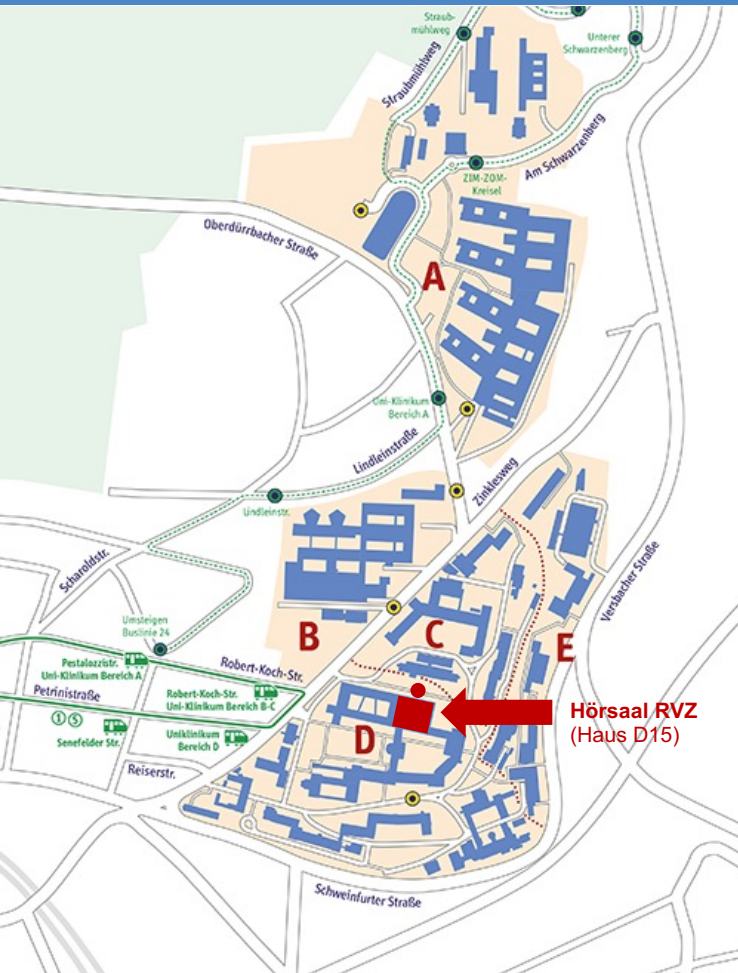 Straub-
mühlweg
Unterer
Schwarzenberg
Straubmühlweg
Am Schwarzenberg
ZIM-ZOM-
Kreisel
Oberdürrbacher Straße
A
Uni-Klinikum
Bereich A
Lindleinstraße
Zinklesweg
Lindleinstr.
Scharoldstr.
Versbacher Straße
Umsteigen
Buslinie 24
B
C
E
Pestalozzistr.
Uni-Klinikum Bereich A
Robert-Koch-Str.
Petrinistraße
Robert-Koch-Str.
Uni-Klinikum Bereich B-C
1 5
Senefelder Str.
Uniklinikum
Bereich D
D
Hörsaal RVZ
(Haus D15)
Reiserstr.
Schweinfurter Straße